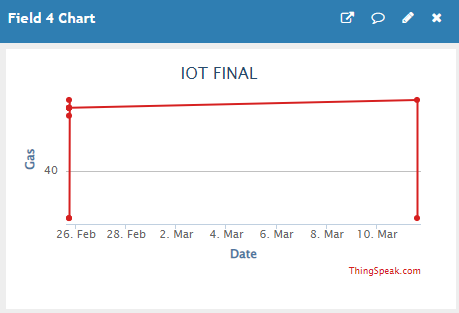 Field 4 Chart
IOT FINAL
Gas
40
26. Feb 28. Feb 2. Mar 4. Mar 6. Mar 8. Mar 10. Mar
Date
ThingSpeak.com